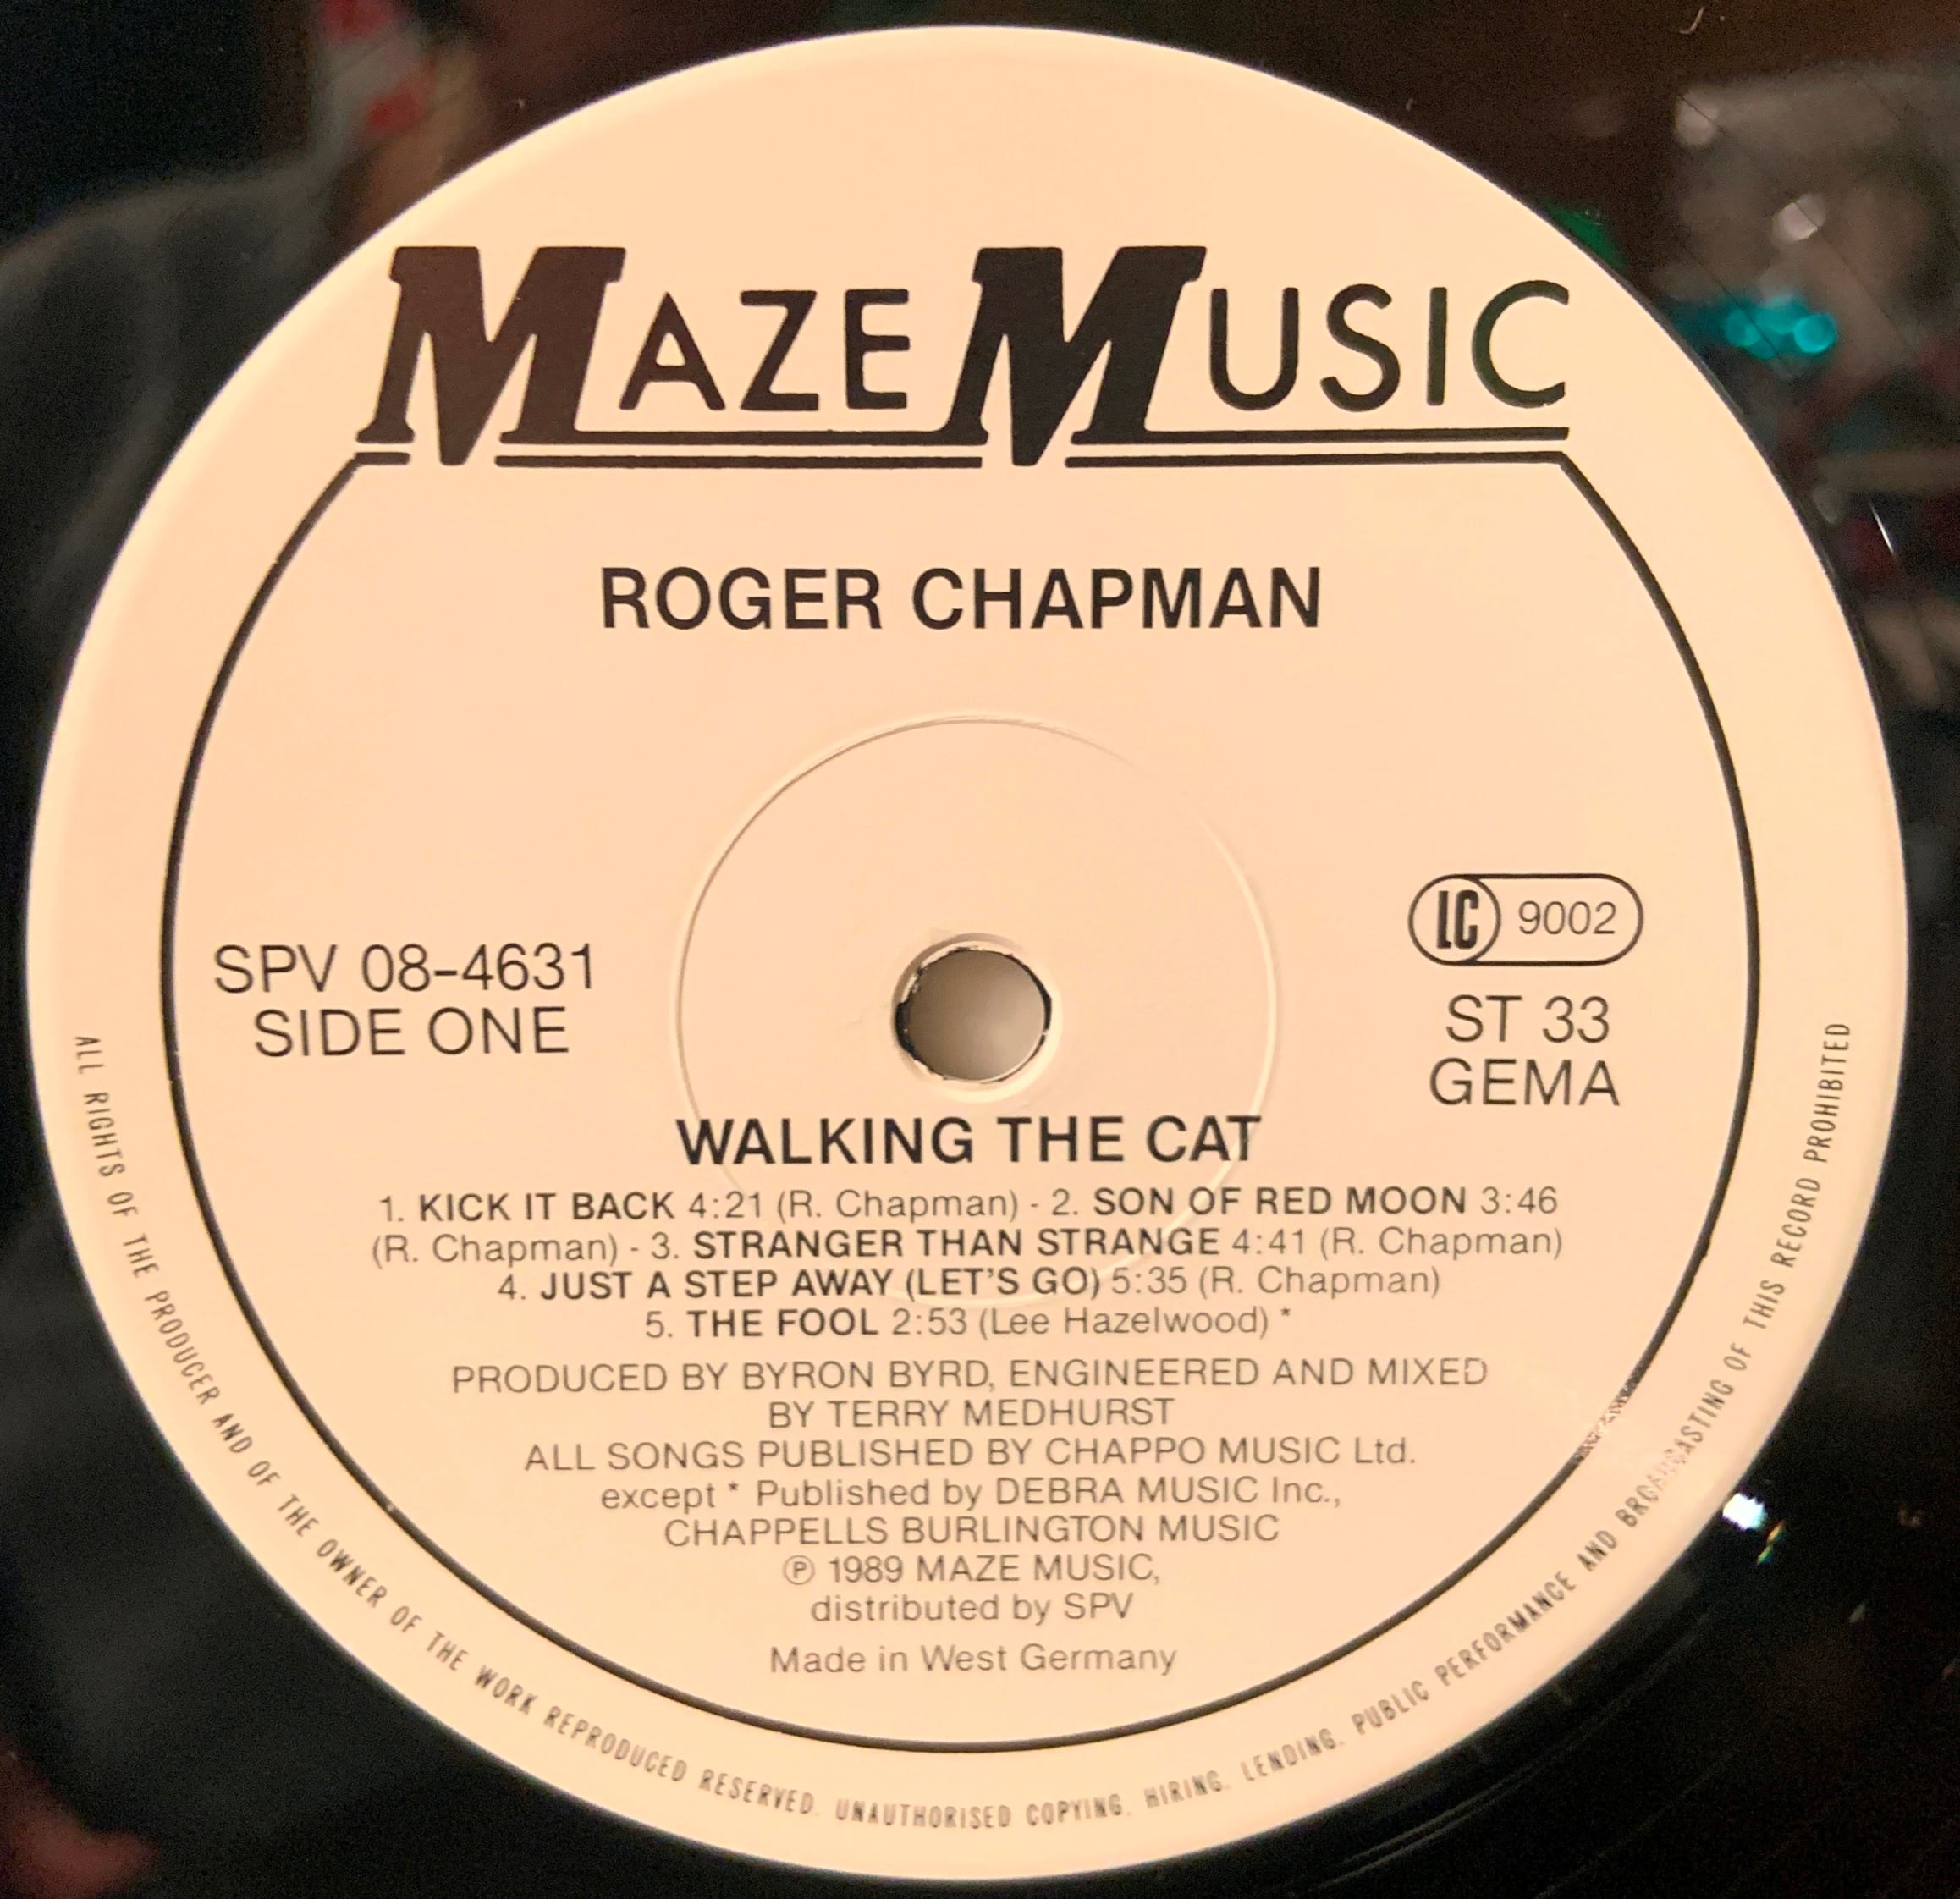 MAZE MUSIC
ROGER CHAPMAN
SPV 08-4631
SIDE ONE
LC 9002
ST 33
GEMA
WALKING THE CAT
1. KICK IT BACK 4:21 (R. Chapman) - 2. SON OF RED MOON 3:46
(R. Chapman) - 3. STRANGER THAN STRANGE 4:41 (R. Chapman)
4. JUST A STEP AWAY (LET'S GO) 5:35 (R. Chapman)
5. THE FOOL 2:53 (Lee Hazelwood) *
PRODUCED BY BYRON BYRD, ENGINEERED AND MIXED
BY TERRY MEDHURST
ALL SONGS PUBLISHED BY CHAPPO MUSIC Ltd.
except * Published by DEBRA MUSIC Inc.,
CHAPPELLS BURLINGTON MUSIC
℗ 1989 MAZE MUSIC,
distributed by SPV
Made in West Germany
ALL RIGHTS OF THE PRODUCER AND OF THE OWNER OF THE WORK REPRODUCED RESERVED. UNAUTHORISED COPYING. HIRING. LENDING. PUBLIC PERFORMANCE AND BROADCASTING OF THIS RECORD PROHIBITED